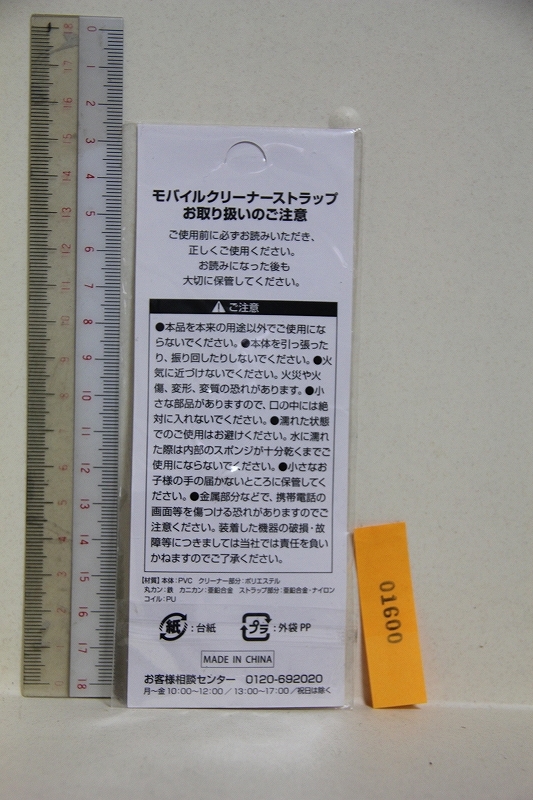 モバイルクリーナーストラップ
お取り扱いのご注意
ご使用前に必ずお読みいただき、
正しくご使用ください。
お読みになった後も
大切に保管してください。
ご注意
●本品を本来の用途以外でご使用にな
らないでください。●本体を引っ張った
り、振り回したりしないでください。●火
気に近づけないでください。火災や火
傷、変形、変質の恐れがあります。●小
さな部品がありますので、口の中には絶
対に入れないでください。●濡れた状態
でのご使用はお避けください。水に濡れ
た際は内部のスポンジが十分乾くまでご
使用にならないでください。●小さなお
子様の手の届かないところに保管してく
ださい。●金属部分などで、携帯電話の
画面等を傷つける恐れがありますのでご
注意ください。装着した機器の破損・故
障等につきましては当社では責任を負い
かねますのでご了承ください。
【材質】本体:PVC クリーナー部分:ポリエステル
丸カン:鉄 カニカン:亜鉛合金 ストラップ部分:亜鉛合金・ナイロン
コイル:PU
紙:台紙 プラ:外袋 PP
MADE IN CHINA
お客様相談センター 0120-692020
月〜金 10:00〜12:00 / 13:00〜17:00 / 祝日は除く
01600
0
1
2
3
4
5
6
7
8
9
10
11
12
13
14
15
16
17
18